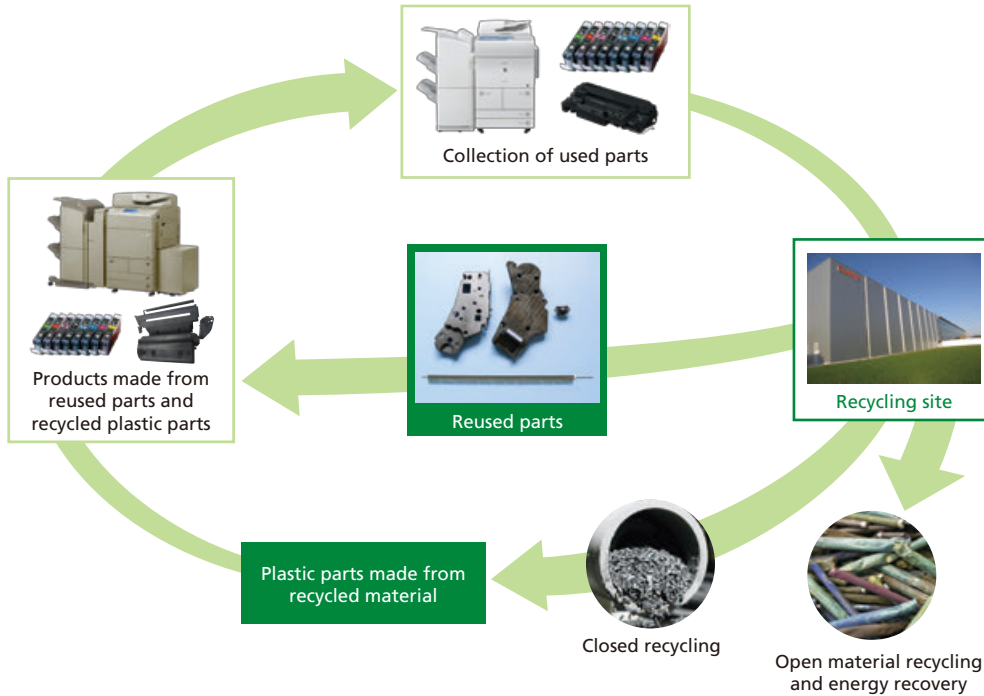 Collection of used parts
Products made from
reused parts and
recycled plastic parts
Reused parts
Recycling site
Plastic parts made from
recycled material
Closed recycling
Open material recycling
and energy recovery